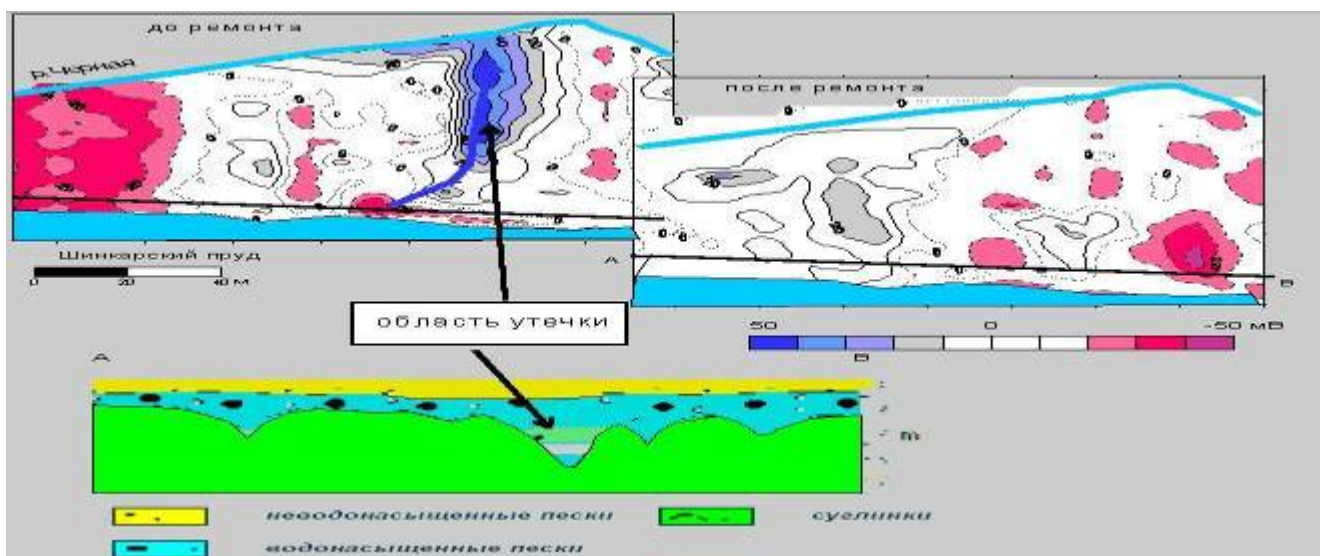 до ремонта
р.Черная
после ремонта
Шинкарский пруд
0 20 40 м
А
Б
область утечки
50 0 -50 мВ
А
Б
m
неводонасыщенные пески
суглинки
водонасыщенные пески